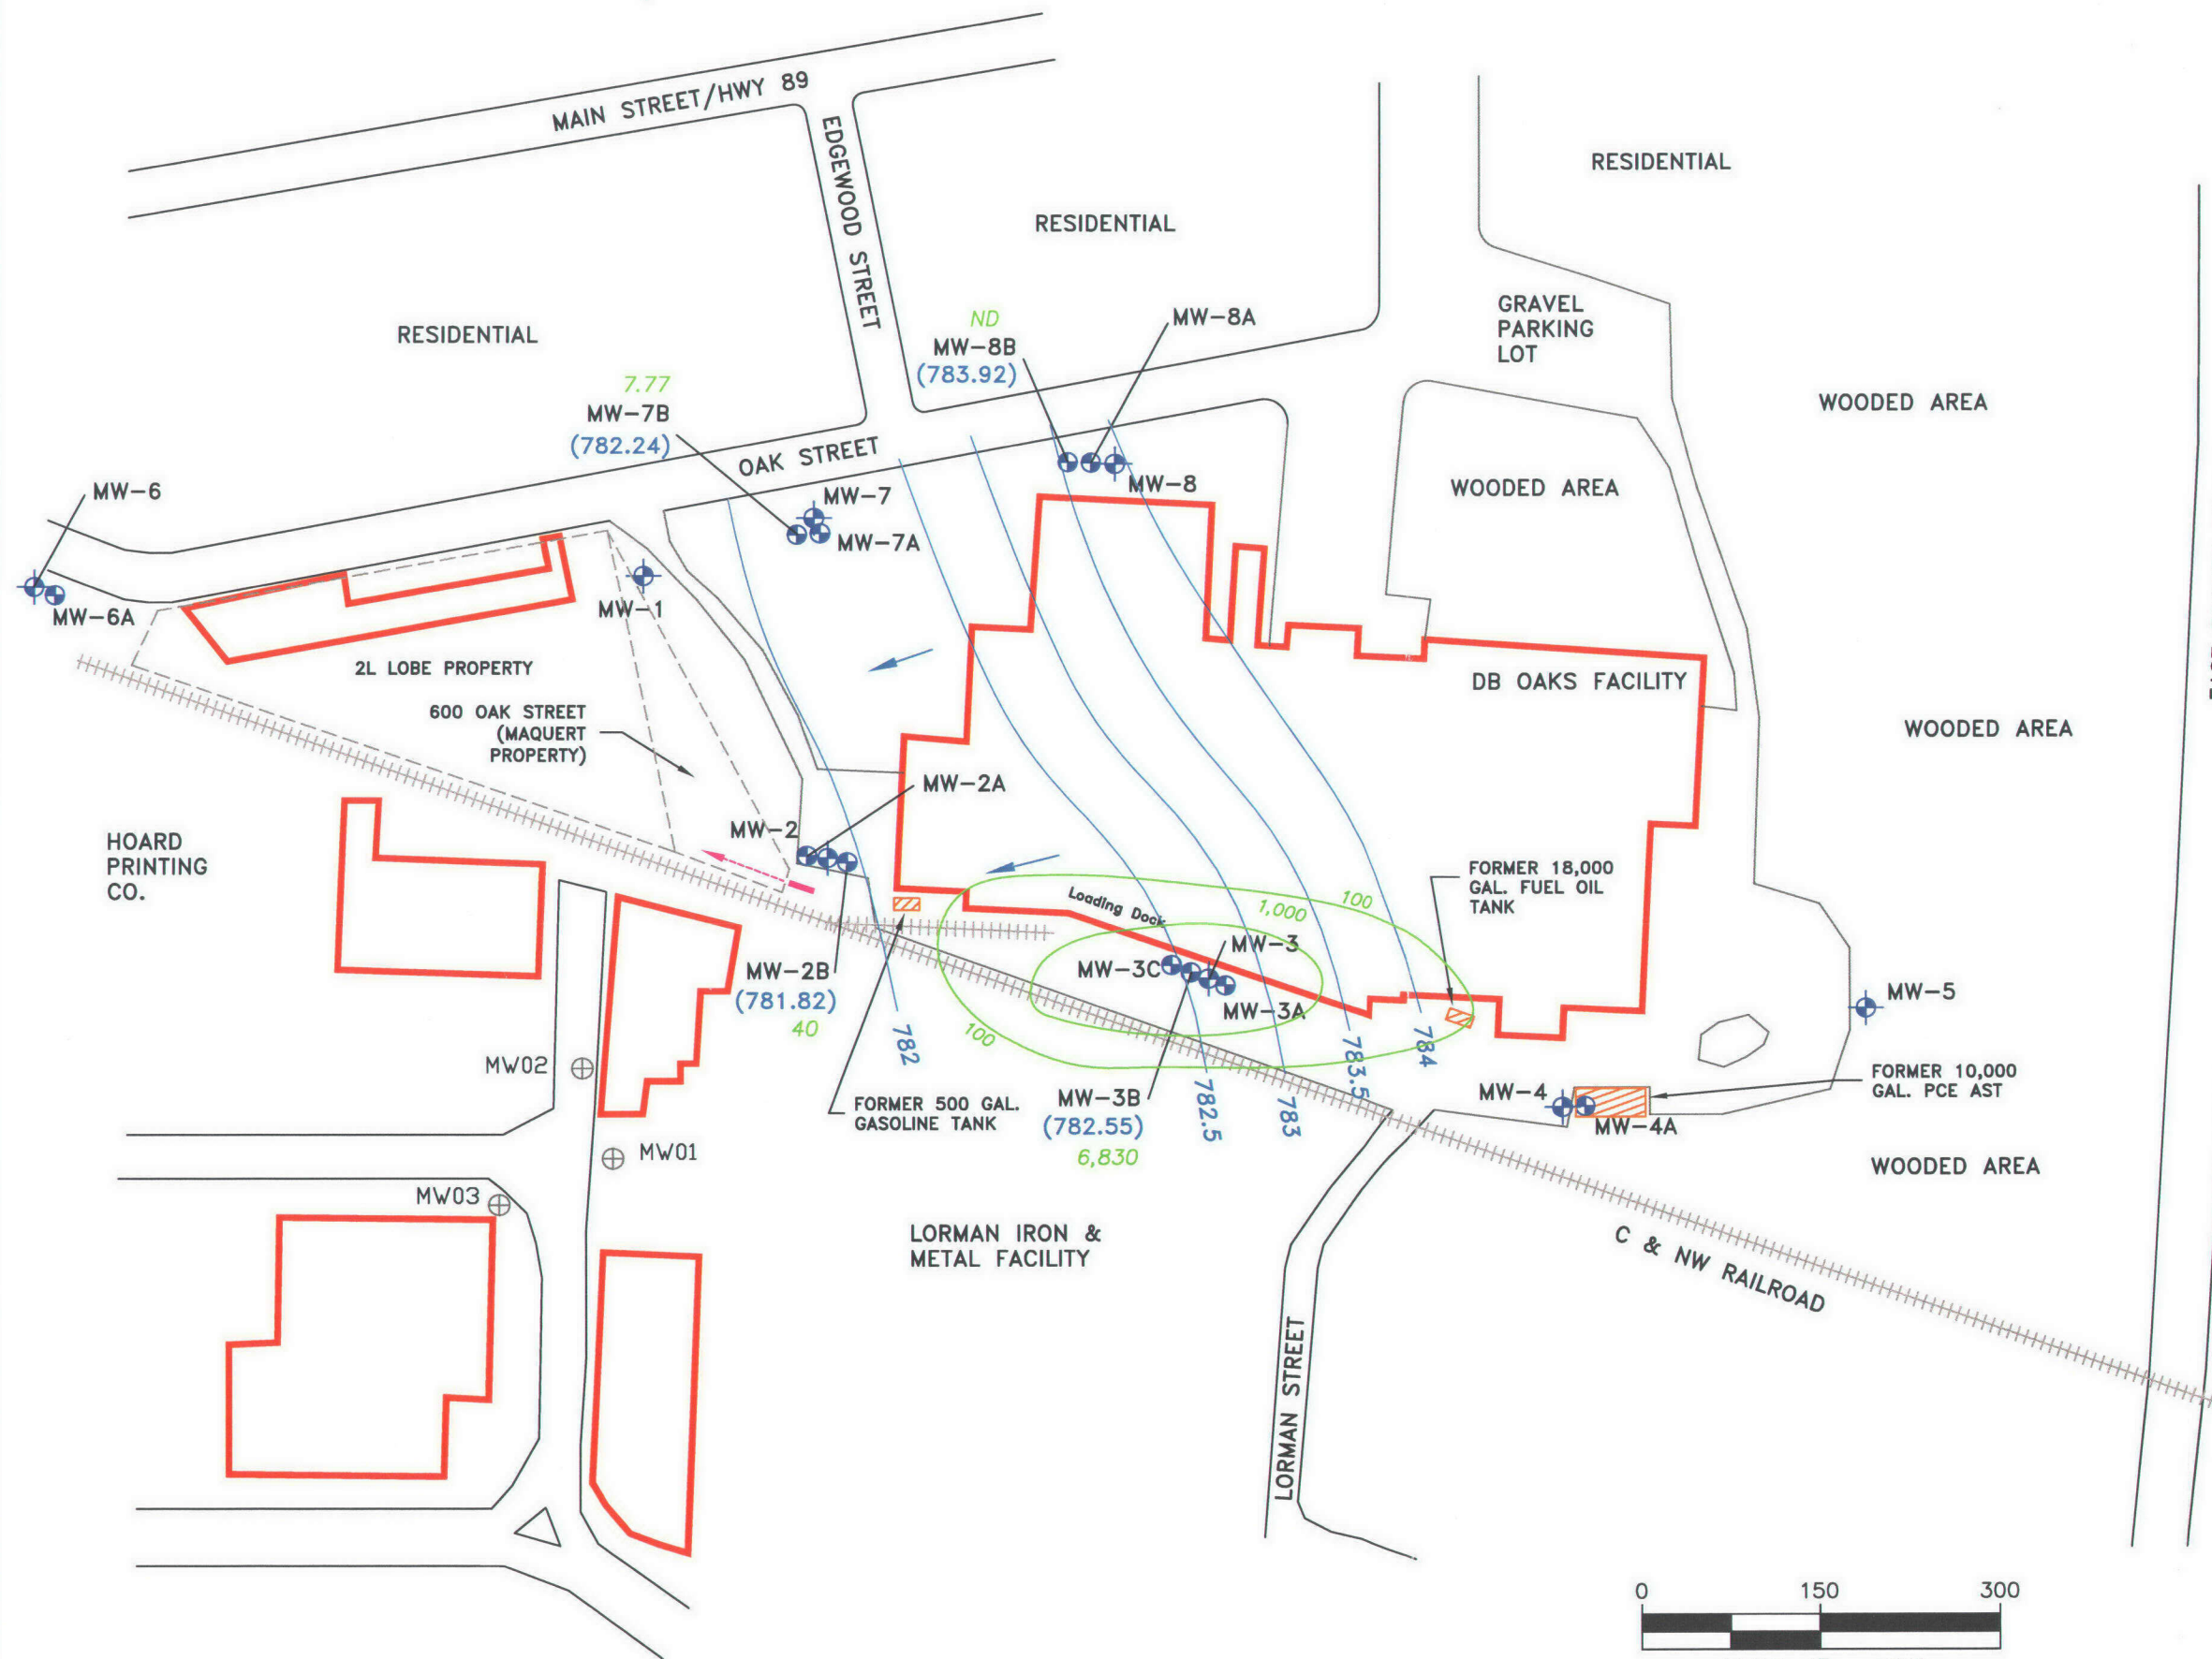 MAIN STREET/HWY 89
EDGEWOOD STREET
RESIDENTIAL
RESIDENTIAL
RESIDENTIAL
GRAVEL
PARKING
LOT
WOODED AREA
WOODED AREA
WOODED AREA
WOODED AREA
ND
MW-8B
(783.92)
MW-8A
MW-8
7.77
MW-7B
(782.24)
OAK STREET
MW-7
MW-7A
MW-6
MW-6A
MW-1
2L LOBE PROPERTY
600 OAK STREET
(MAQUERT
PROPERTY)
DB OAKS FACILITY
HOARD
PRINTING
CO.
MW-2A
MW-2
MW-2B
(781.82)
40
FORMER 18,000
GAL. FUEL OIL
TANK
Loading Dock
1,000
100
100
MW-3
MW-3C
MW-3A
MW-3B
(782.55)
6,830
782
782.5
783
783.5
784
FORMER 500 GAL.
GASOLINE TANK
MW-5
MW-4
MW-4A
FORMER 10,000
GAL. PCE AST
MW02
MW01
MW03
LORMAN IRON &
METAL FACILITY
C & NW RAILROAD
LORMAN STREET
0 150 300